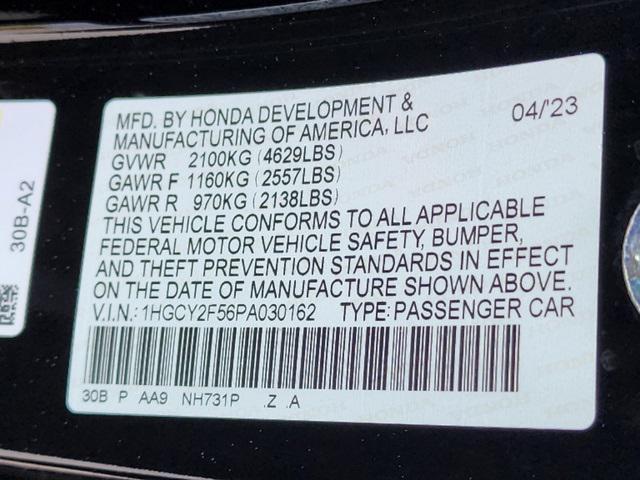 MFD. BY HONDA DEVELOPMENT &
MANUFACTURING OF AMERICA, LLC 04/'23
GVWR 2100KG (4629LBS)
GAWR F 1160KG (2557LBS)
GAWR R 970KG (2138LBS)
THIS VEHICLE CONFORMS TO ALL APPLICABLE
FEDERAL MOTOR VEHICLE SAFETY, BUMPER,
AND THEFT PREVENTION STANDARDS IN EFFECT
ON THE DATE OF MANUFACTURE SHOWN ABOVE.
V.I.N.: 1HGCY2F56PA030162 TYPE: PASSENGER CAR
30B P AA9 NH731P .Z .A
30B-A2